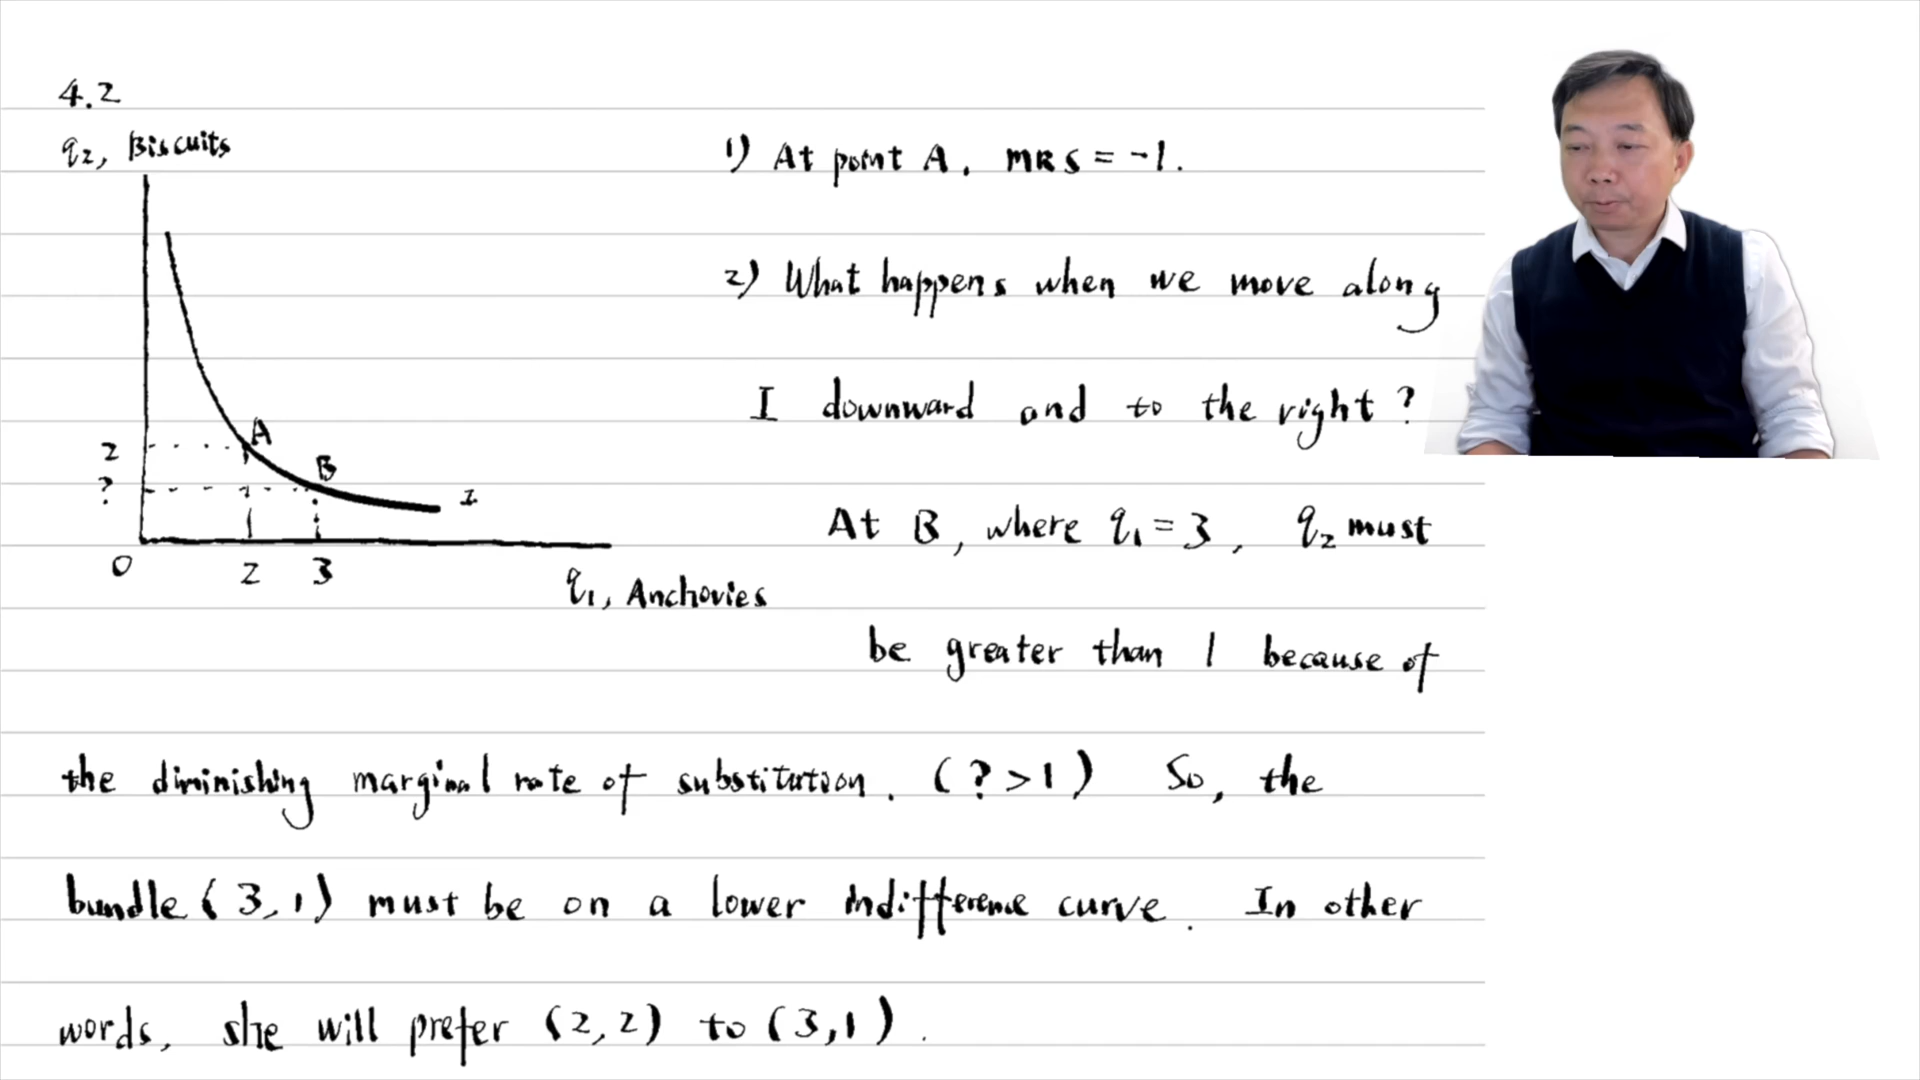 4.2
q₂, Biscuits
A
2
B
?
I
0
2
3
q₁, Anchovies
1) At point A, MRS = -1.
2) What happens when we move along
I downward and to the right?
At B, where q₁ = 3, q₂ must
be greater than 1 because of
the diminishing marginal rate of substitution. (? > 1) So, the
bundle (3,1) must be on a lower indifference curve. In other
words, she will prefer (2,2) to (3,1).